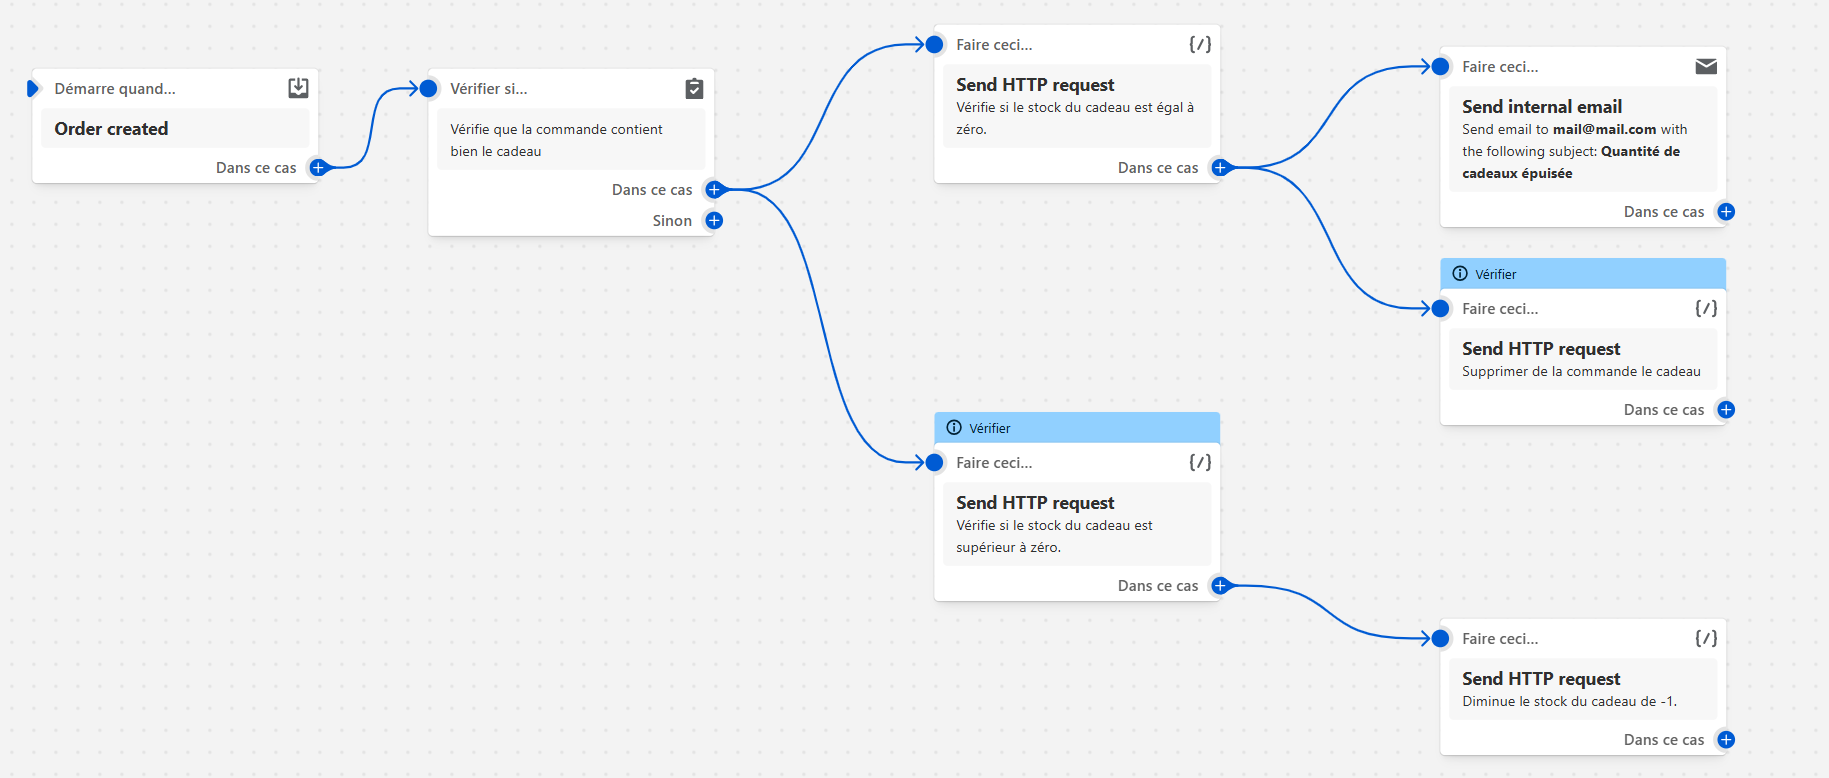 Démarre quand...
Order created
Dans ce cas
Vérifier si...
Vérifie que la commande contient
bien le cadeau
Dans ce cas
Sinon
Faire ceci...
Send HTTP request
Vérifie si le stock du cadeau est égal à
zéro.
Dans ce cas
Faire ceci...
Send internal email
Send email to mail@mail.com with
the following subject: Quantité de
cadeaux épuisée
Dans ce cas
Vérifier
Faire ceci...
Send HTTP request
Supprimer de la commande le cadeau
Dans ce cas
Vérifier
Faire ceci...
Send HTTP request
Vérifie si le stock du cadeau est
supérieur à zéro.
Dans ce cas
Faire ceci...
Send HTTP request
Diminue le stock du cadeau de -1.
Dans ce cas